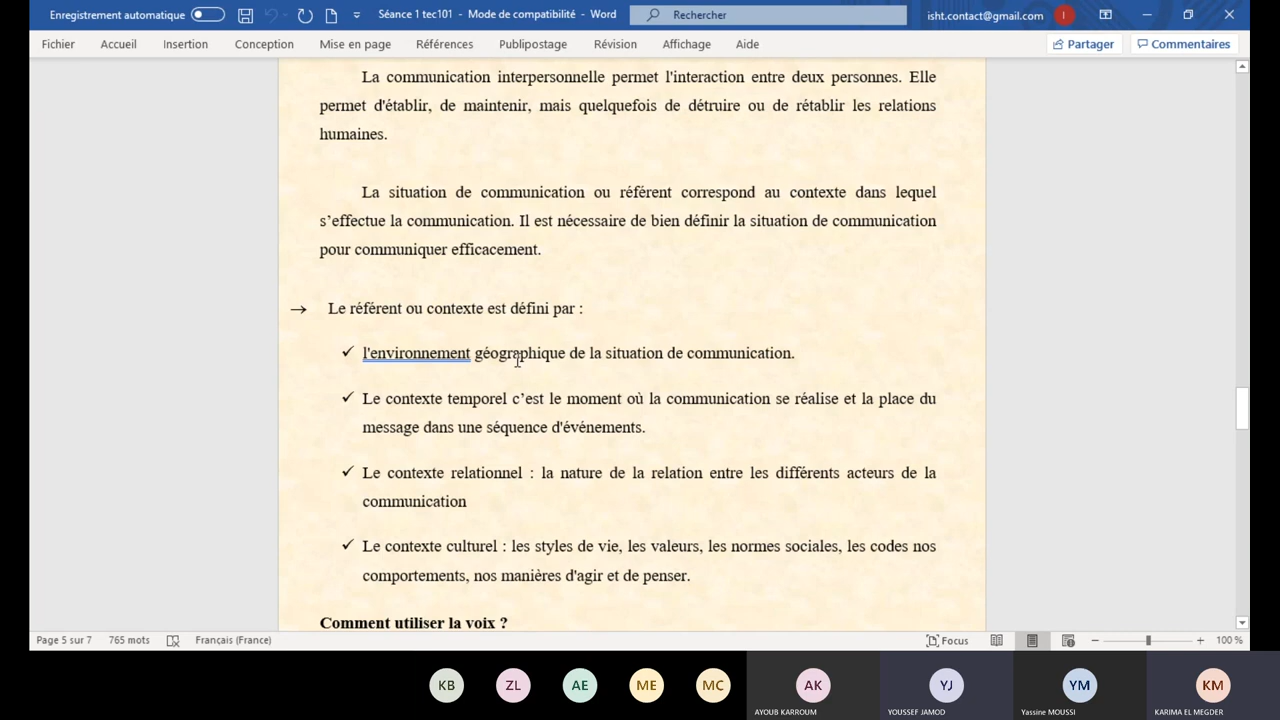 Enregistrement automatique
Séance 1 tec101 - Mode de compatibilité - Word
Rechercher
isht.contact@gmail.com
I
Fichier Accueil Insertion Conception Mise en page Références Publipostage Révision Affichage Aide
Partager
Commentaires
La communication interpersonnelle permet l'interaction entre deux personnes. Elle
permet d'établir, de maintenir, mais quelquefois de détruire ou de rétablir les relations
humaines.
La situation de communication ou référent correspond au contexte dans lequel
s’effectue la communication. Il est nécessaire de bien définir la situation de communication
pour communiquer efficacement.
→ Le référent ou contexte est défini par :
✓ l'environnement géographique de la situation de communication.
✓ Le contexte temporel c’est le moment où la communication se réalise et la place du
message dans une séquence d'événements.
✓ Le contexte relationnel : la nature de la relation entre les différents acteurs de la
communication
✓ Le contexte culturel : les styles de vie, les valeurs, les normes sociales, les codes nos
comportements, nos manières d'agir et de penser.
Comment utiliser la voix ?
Page 5 sur 7 765 mots Français (France) Focus 100 %
KB ZL AE ME MC AK YJ YM KM
AYOUB KARROUM YOUSSEF JAMOD Yassine MOUSSI KARIMA EL MEGDER